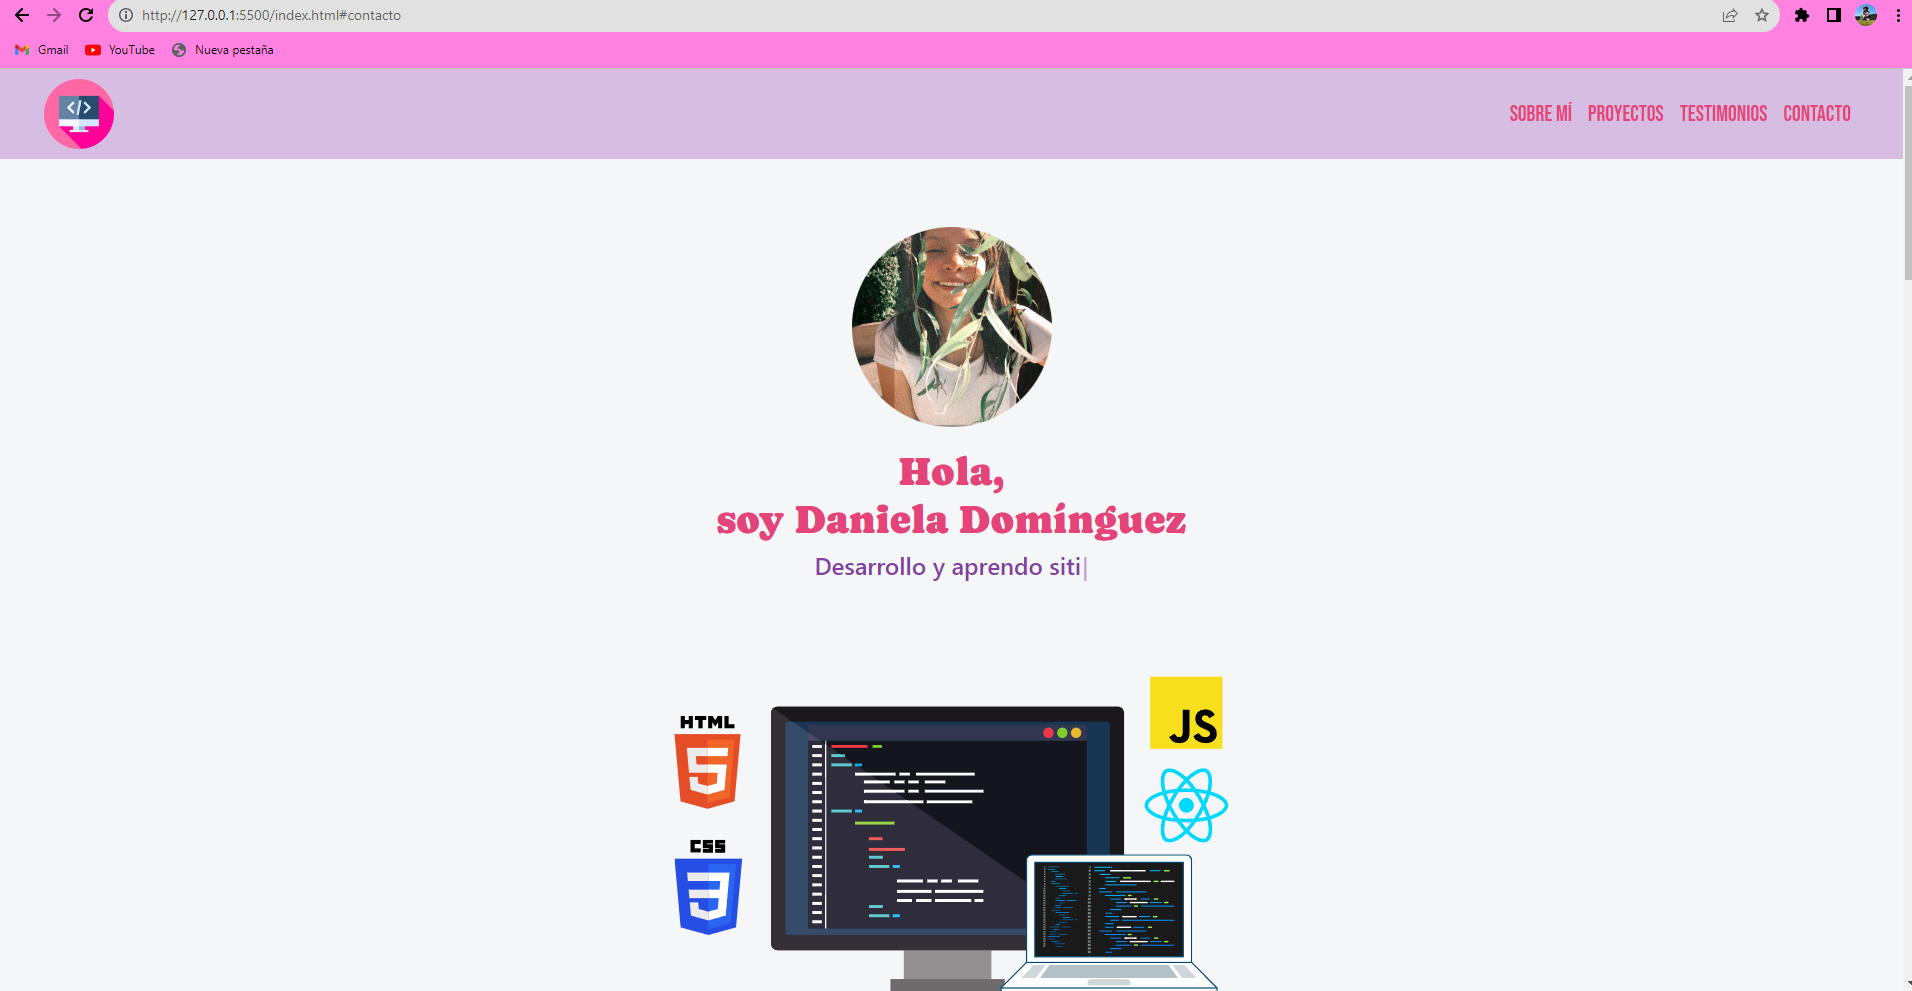 http://127.0.0.1:5500/index.html#contacto
Gmail YouTube Nueva pestaña
</>
SOBRE MÍ PROYECTOS TESTIMONIOS CONTACTO
Hola,
soy Daniela Domínguez
Desarrollo y aprendo siti|
JS
HTML
5
CSS
3